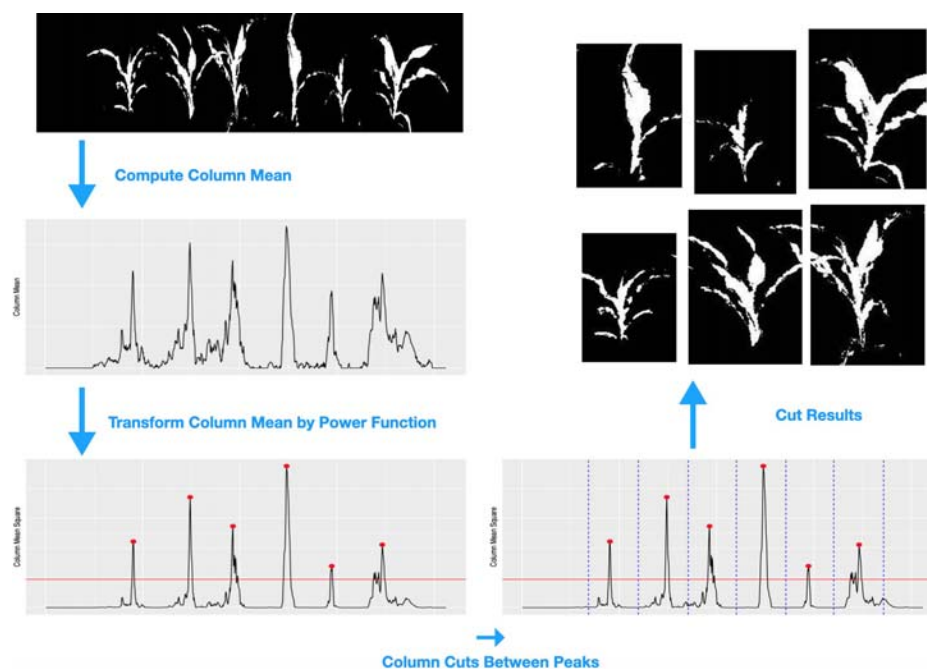 Compute Column Mean
Column Mean
Transform Column Mean by Power Function
Cut Results
Column Mean Square
Column Mean Square
Column Cuts Between Peaks